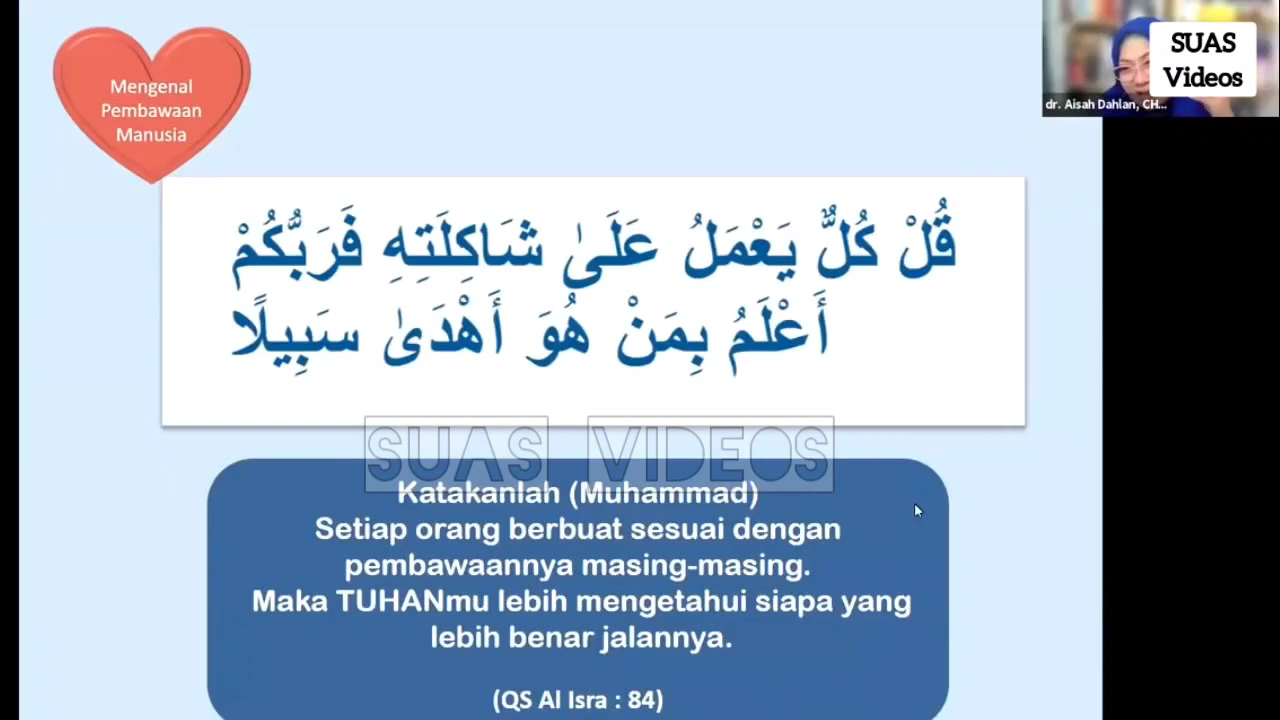 Mengenal
Pembawaan
Manusia
SUAS
Videos
dr. Aisah Dahlan, CH...
قُلْ كُلٌّ يَعْمَلُ عَلَىٰ شَاكِلَتِهِ فَرَبُّكُمْ
أَعْلَمُ بِمَنْ هُوَ أَهْدَىٰ سَبِيلًا
SUAS VIDEOS
Katakanlah (Muhammad)
Setiap orang berbuat sesuai dengan
pembawaannya masing-masing.
Maka TUHANmu lebih mengetahui siapa yang
lebih benar jalannya.
(QS Al Isra : 84)